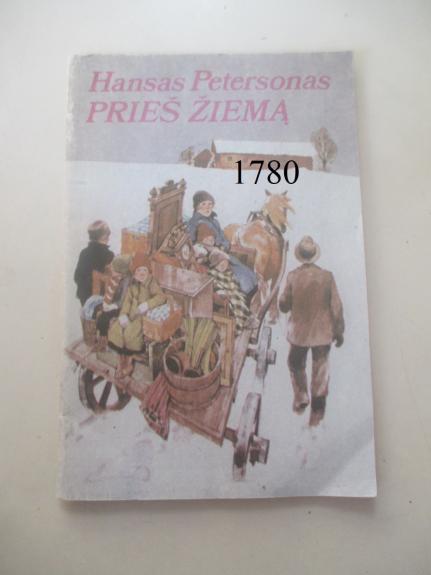 Hansas Petersonas
PRIEŠ ŽIEMĄ
1780